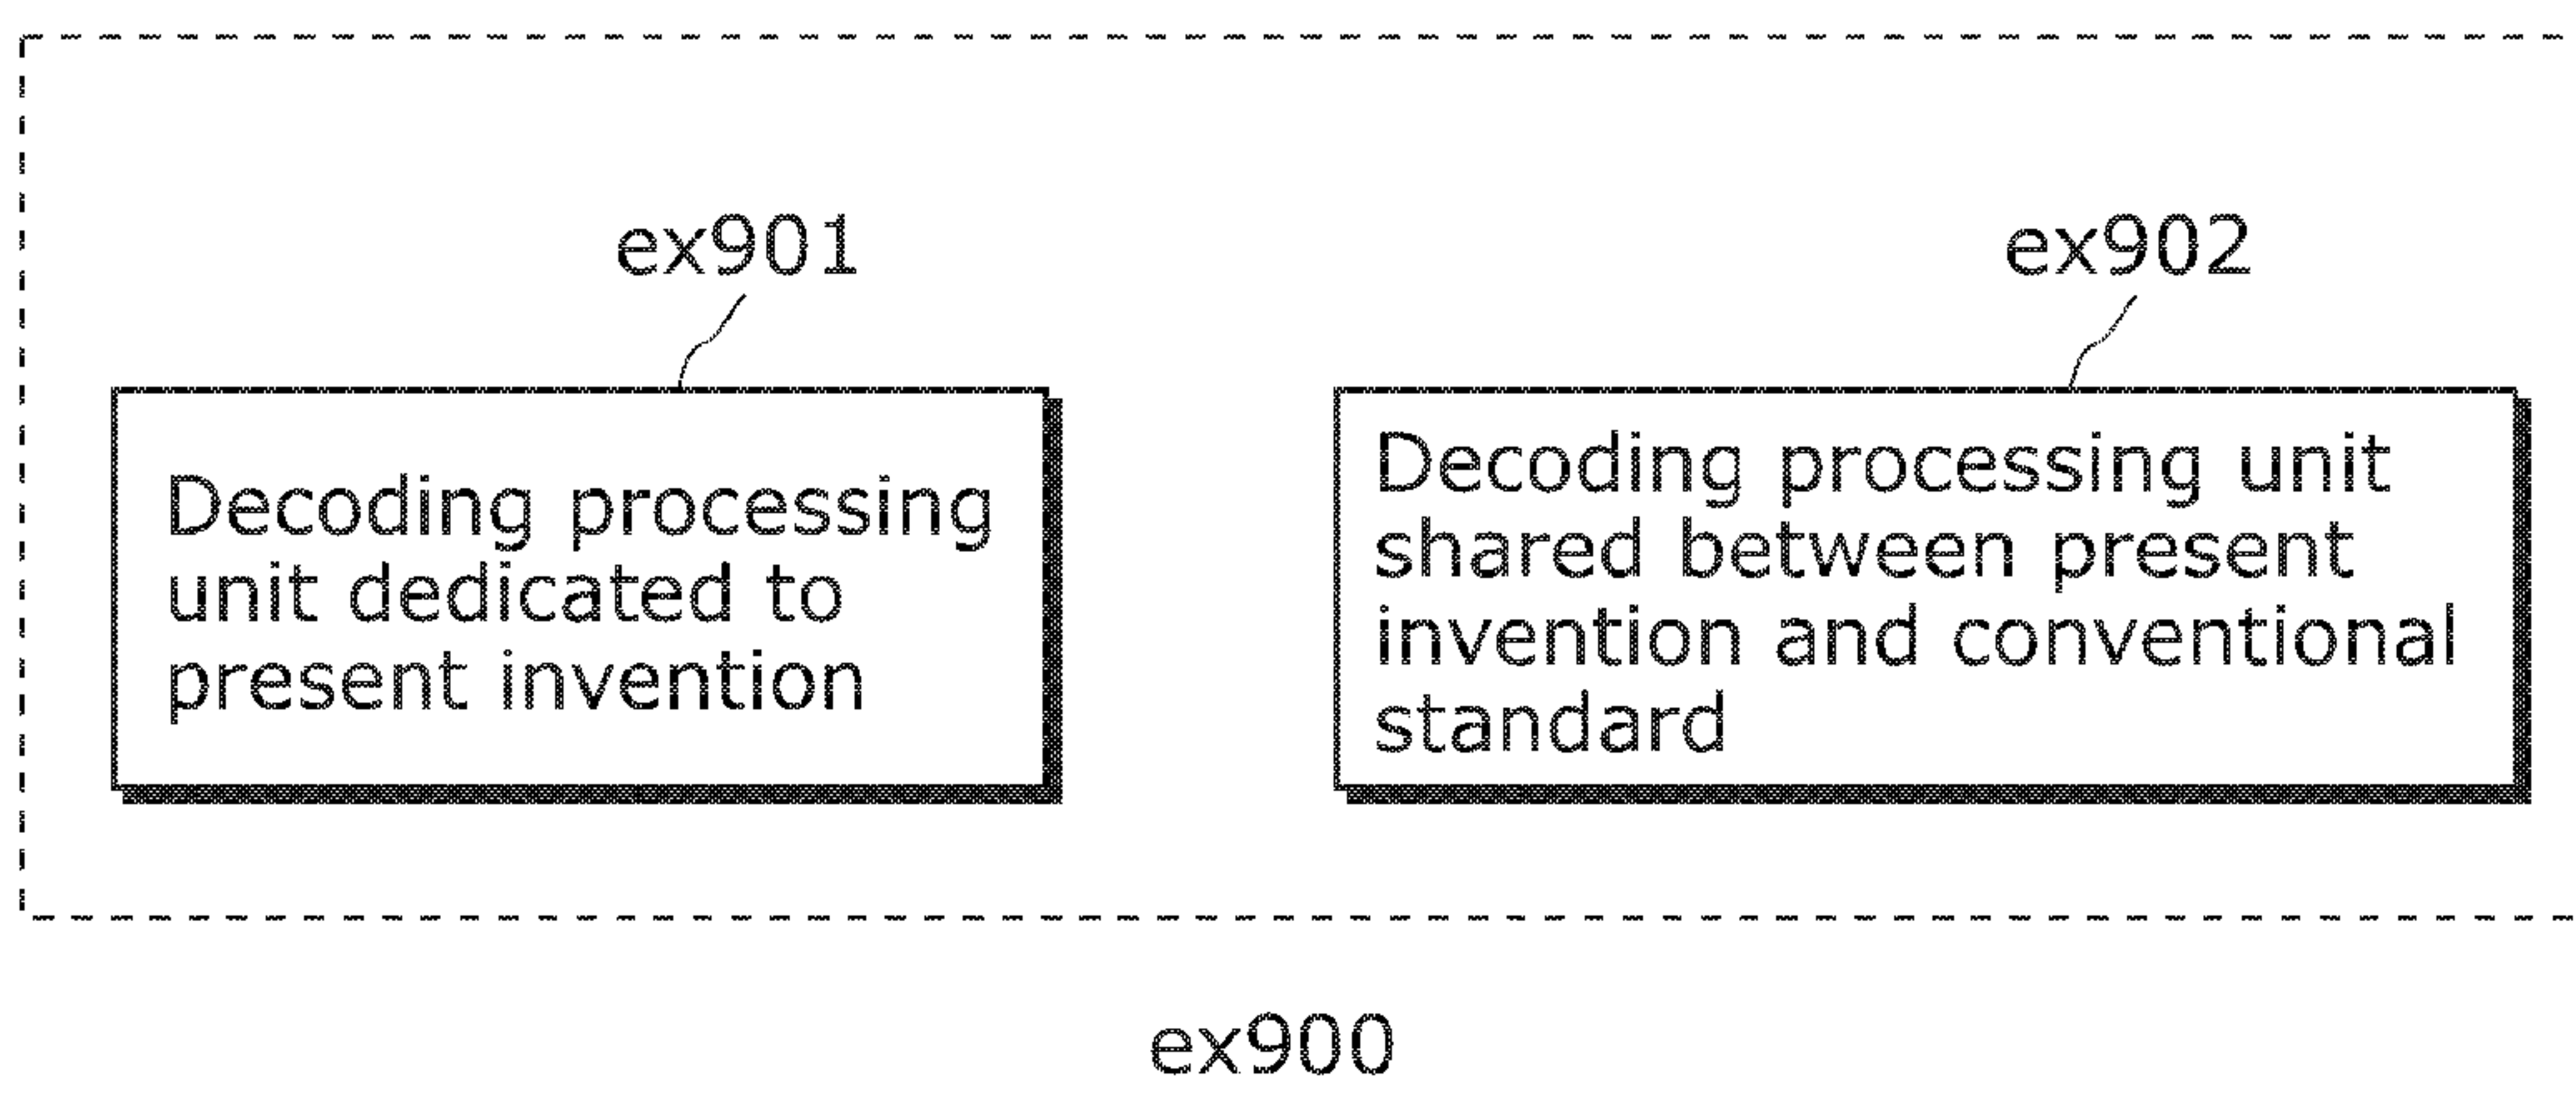 ex901
ex902
Decoding processing
unit dedicated to
present invention
Decoding processing unit
shared between present
invention and conventional
standard
ex900